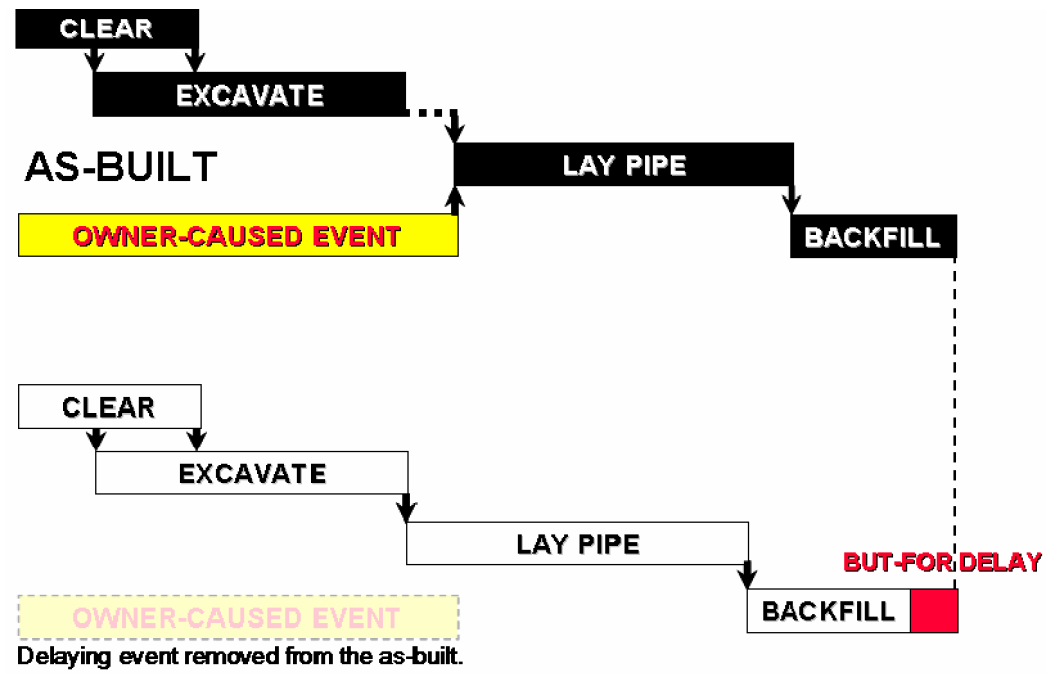 CLEAR
EXCAVATE
AS-BUILT
LAY PIPE
OWNER-CAUSED EVENT
BACKFILL
CLEAR
EXCAVATE
LAY PIPE
BUT-FOR DELAY
OWNER-CAUSED EVENT
BACKFILL
Delaying event removed from the as-built.